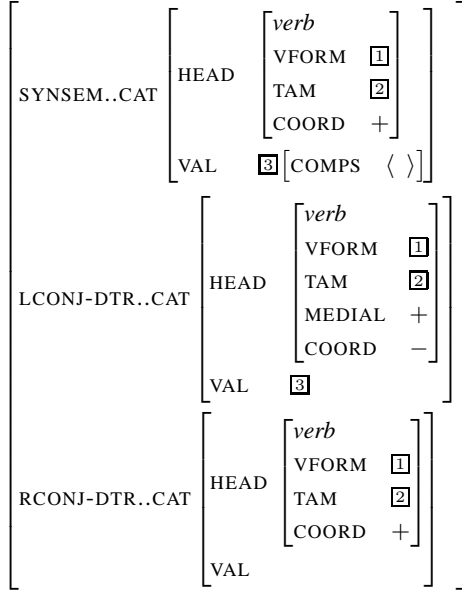 verb
VFORM 1
HEAD
TAM 2
SYNSEM..CAT
COORD +
VAL 3 [COMPS ⟨ ⟩]
verb
VFORM 1
HEAD TAM 2
LCONJ-DTR..CAT
MEDIAL +
COORD −
VAL 3
verb
VFORM 1
HEAD
TAM 2
RCONJ-DTR..CAT
COORD +
VAL